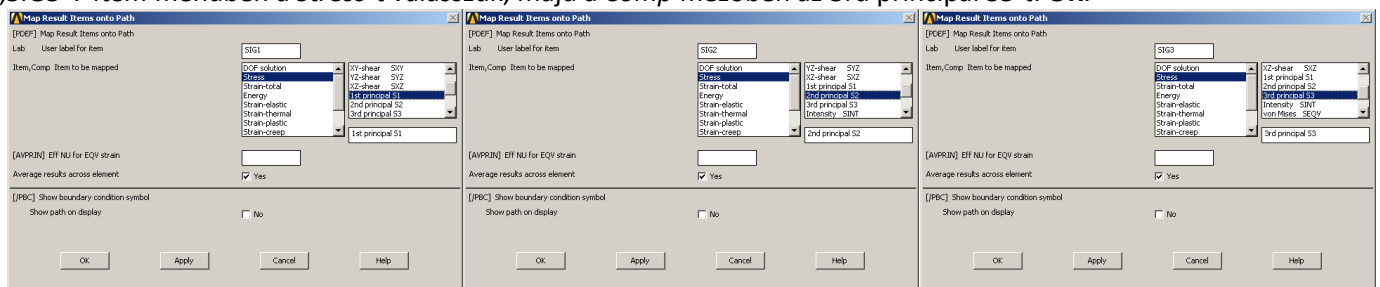 Item menüben a Stress-t válasszuk, majd a Comp mezőben az 3rd principal S3-t. OK.
Map Result Items onto Path
[PDEF] Map Result Items onto Path
Lab User label for item SIG1
Item,Comp Item to be mapped
DOF solution
Stress
Strain-total
Energy
Strain-elastic
Strain-thermal
Strain-plastic
Strain-creep
XY-shear SXY
YZ-shear SYZ
XZ-shear SXZ
1st principal S1
2nd principal S2
3rd principal S3
1st principal S1
[AVPRIN] Eff NU for EQV strain
Average results across element Yes
[/PBC] Show boundary condition symbol
Show path on display No
OK Apply Cancel Help
Map Result Items onto Path
[PDEF] Map Result Items onto Path
Lab User label for item SIG2
Item,Comp Item to be mapped
DOF solution
Stress
Strain-total
Energy
Strain-elastic
Strain-thermal
Strain-plastic
Strain-creep
YZ-shear SYZ
XZ-shear SXZ
1st principal S1
2nd principal S2
3rd principal S3
Intensity SINT
2nd principal S2
[AVPRIN] Eff NU for EQV strain
Average results across element Yes
[/PBC] Show boundary condition symbol
Show path on display No
OK Apply Cancel Help
Map Result Items onto Path
[PDEF] Map Result Items onto Path
Lab User label for item SIG3
Item,Comp Item to be mapped
DOF solution
Stress
Strain-total
Energy
Strain-elastic
Strain-thermal
Strain-plastic
Strain-creep
XZ-shear SXZ
1st principal S1
2nd principal S2
3rd principal S3
Intensity SINT
von Mises SEQV
3rd principal S3
[AVPRIN] Eff NU for EQV strain
Average results across element Yes
[/PBC] Show boundary condition symbol
Show path on display No
OK Apply Cancel Help